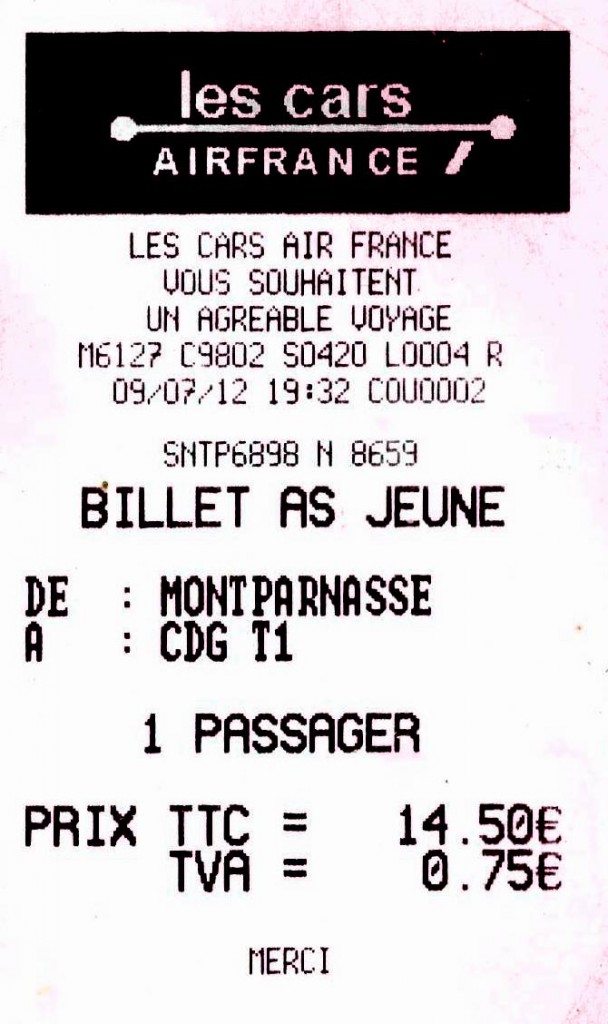 les cars
AIRFRANCE /
LES CARS AIR FRANCE
VOUS SOUHAITENT
UN AGREABLE VOYAGE
M6127 C9802 S0420 L0004 R
09/07/12 19:32 COU0002
SNTP6898 N 8659
BILLET AS JEUNE
DE : MONTPARNASSE
A : CDG T1
1 PASSAGER
PRIX TTC = 14.50€
TVA = 0.75€
MERCI